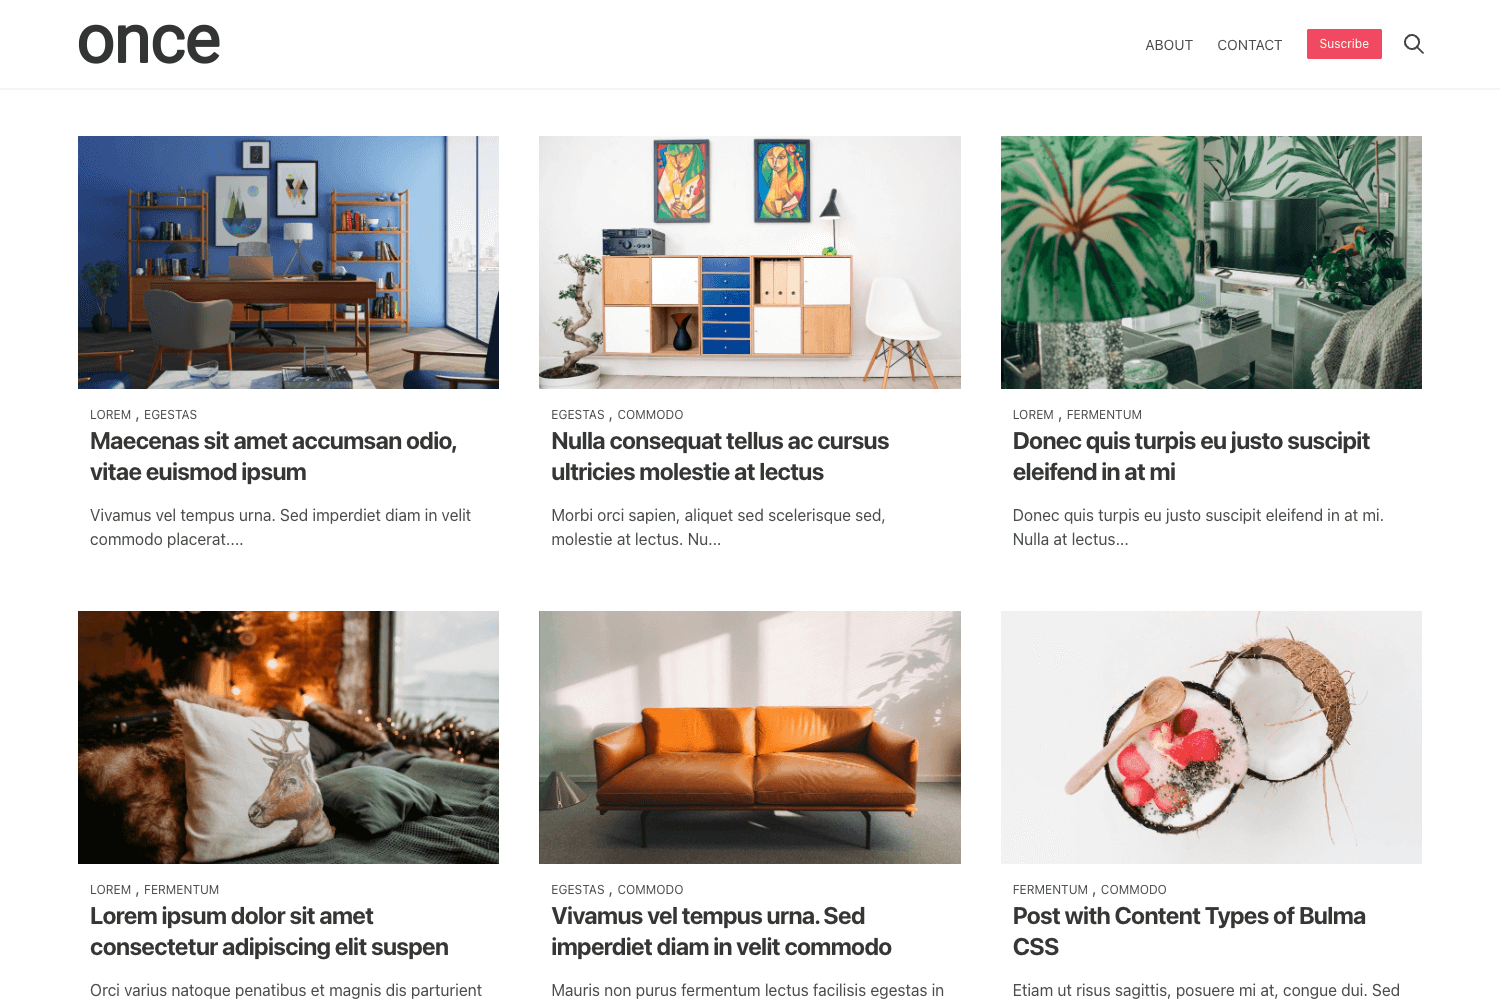 once
ABOUT CONTACT Suscribe
LOREM , EGESTAS
Maecenas sit amet accumsan odio,
vitae euismod ipsum
Vivamus vel tempus urna. Sed imperdiet diam in velit
commodo placerat....
EGESTAS , COMMODO
Nulla consequat tellus ac cursus
ultricies molestie at lectus
Morbi orci sapien, aliquet sed scelerisque sed,
molestie at lectus. Nu...
LOREM , FERMENTUM
Donec quis turpis eu justo suscipit
eleifend in at mi
Donec quis turpis eu justo suscipit eleifend in at mi.
Nulla at lectus...
LOREM , FERMENTUM
Lorem ipsum dolor sit amet
consectetur adipiscing elit suspen
Orci varius natoque penatibus et magnis dis parturient
EGESTAS , COMMODO
Vivamus vel tempus urna. Sed
imperdiet diam in velit commodo
Mauris non purus fermentum lectus facilisis egestas in
FERMENTUM , COMMODO
Post with Content Types of Bulma
CSS
Etiam ut risus sagittis, posuere mi at, congue dui. Sed